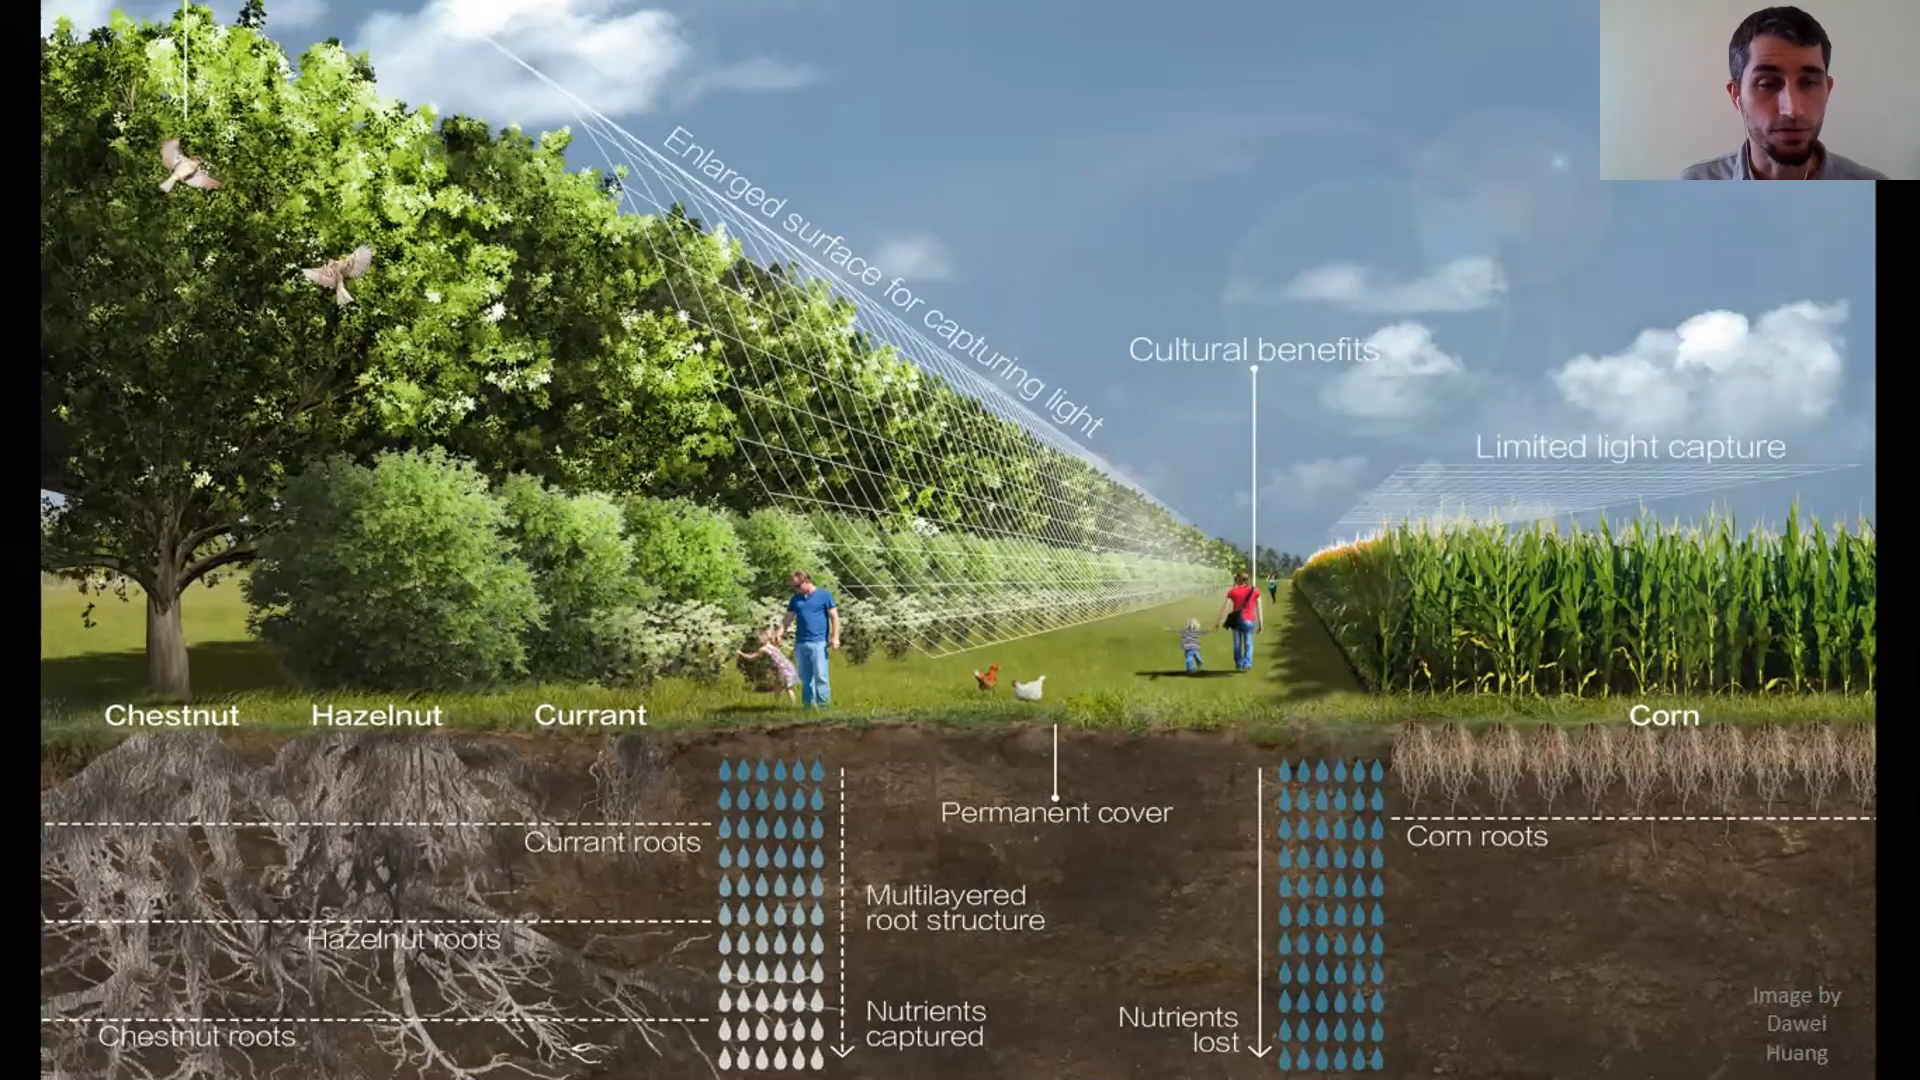 Enlarged surface for capturing light
Cultural benefits
Limited light capture
Chestnut
Hazelnut
Currant
Corn
Permanent cover
Currant roots
Corn roots
Multilayered
root structure
Hazelnut roots
Nutrients
captured
Nutrients
lost
Chestnut roots
Image by
Dawei
Huang